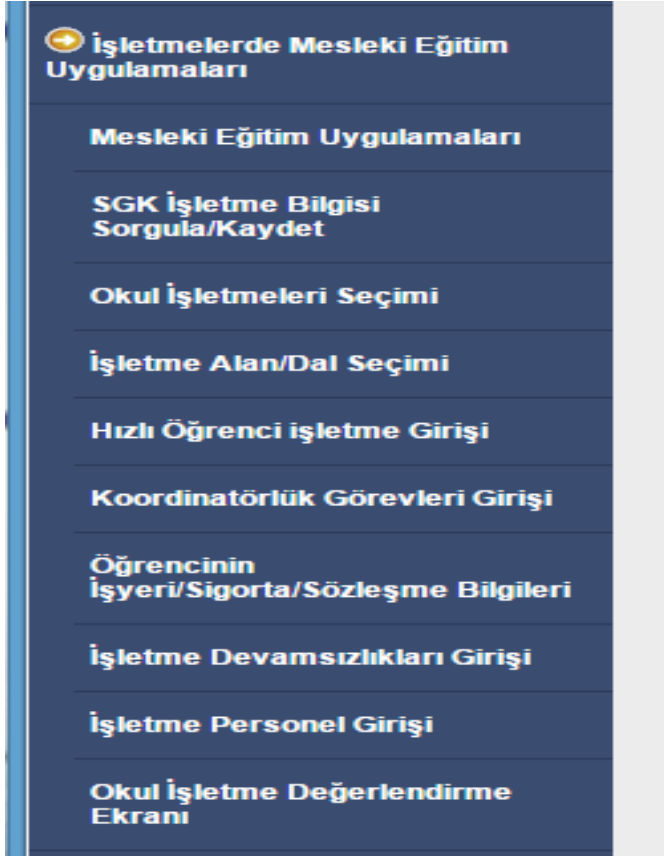 İşletmelerde Mesleki Eğitim
Uygulamaları
Mesleki Eğitim Uygulamaları
SGK İşletme Bilgisi
Sorgula/Kaydet
Okul İşletmeleri Seçimi
İşletme Alan/Dal Seçimi
Hızlı Öğrenci işletme Girişi
Koordinatörlük Görevleri Girişi
Öğrencinin
İşyeri/Sigorta/Sözleşme Bilgileri
İşletme Devamsızlıkları Girişi
İşletme Personel Girişi
Okul İşletme Değerlendirme
Ekranı